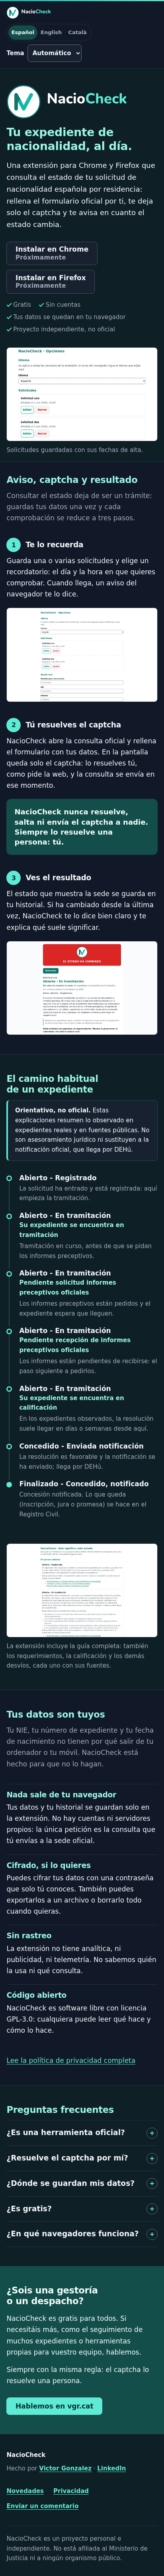 NacioCheck
Español English Català
Tema Automático
NacioCheck
Tu expediente de
nacionalidad, al día.
Una extensión para Chrome y Firefox que
consulta el estado de tu solicitud de
nacionalidad española por residencia:
rellena el formulario oficial por ti, te deja
solo el captcha y te avisa en cuanto el
estado cambia.
Instalar en Chrome
Próximamente
Instalar en Firefox
Próximamente
Gratis Sin cuentas
Tus datos se quedan en tu navegador
Proyecto independiente, no oficial
NacioCheck · Opciones
Idioma
Español
Solicitudes
Solicitudes guardadas con sus fechas de alta.
Aviso, captcha y resultado
Consultar el estado deja de ser un trámite:
guardas tus datos una vez y cada
comprobación se reduce a tres pasos.
1 Te lo recuerda
Guarda una o varias solicitudes y elige un
recordatorio: el día y la hora en que quieres
comprobar. Cuando llega, un aviso del
navegador te lo dice.
NacioCheck · Opciones
2 Tú resuelves el captcha
NacioCheck abre la consulta oficial y rellena
el formulario con tus datos. En la pantalla
queda solo el captcha: lo resuelves tú,
como pide la web, y la consulta se envía en
ese momento.
NacioCheck nunca resuelve,
salta ni envía el captcha a nadie.
Siempre lo resuelve una
persona: tú.
3 Ves el resultado
El estado que muestra la sede se guarda en
tu historial. Si ha cambiado desde la última
vez, NacioCheck te lo dice bien claro y te
explica qué suele significar.
EL ESTADO HA CAMBIADO
Abierto - En tramitación
El camino habitual
de un expediente
Orientativo, no oficial. Estas
explicaciones resumen lo observado en
expedientes reales y en fuentes públicas. No
son asesoramiento jurídico ni sustituyen a la
notificación oficial, que llega por DEHÚ.
Abierto - Registrado
La solicitud ha entrado y está registrada: aquí
empieza la tramitación.
Abierto - En tramitación
Su expediente se encuentra en
tramitación
Tramitación en curso, antes de que se pidan
los informes preceptivos.
Abierto - En tramitación
Pendiente solicitud informes
preceptivos oficiales
Los informes preceptivos están pedidos y el
expediente espera que lleguen.
Abierto - En tramitación
Pendiente recepción de informes
preceptivos oficiales
Los informes están pendientes de recibirse: el
paso siguiente a pedirlos.
Abierto - En tramitación
Su expediente se encuentra en
calificación
En los expedientes observados, la resolución
suele llegar en días o semanas desde aquí.
Concedido - Enviada notificación
La resolución es favorable y la notificación se
ha enviado; llega por DEHÚ.
Finalizado - Concedido, notificado
Concesión notificada. Lo que queda
(inscripción, jura o promesa) se hace en el
Registro Civil.
La extensión incluye la guía completa: también
los requerimientos, la calificación y los demás
desvíos, cada uno con sus fuentes.
Tus datos son tuyos
Tu NIE, tu número de expediente y tu fecha
de nacimiento no tienen por qué salir de tu
ordenador o tu móvil. NacioCheck está
hecho para que no lo hagan.
Nada sale de tu navegador
Tus datos y tu historial se guardan solo en
la extensión. No hay cuentas ni servidores
propios: la única petición es la consulta que
tú envías a la sede oficial.
Cifrado, si lo quieres
Puedes cifrar tus datos con una contraseña
que solo tú conoces. También puedes
exportarlos a un archivo o borrarlo todo
cuando quieras.
Sin rastreo
La extensión no tiene analítica, ni
publicidad, ni telemetría. No sabemos quién
la usa ni qué consulta.
Código abierto
NacioCheck es software libre con licencia
GPL-3.0: cualquiera puede leer qué hace y
cómo lo hace.
Lee la política de privacidad completa
Preguntas frecuentes
¿Es una herramienta oficial? +
¿Resuelve el captcha por mí? +
¿Dónde se guardan mis datos? +
¿Es gratis? +
¿En qué navegadores funciona? +
¿Sois una gestoría
o un despacho?
NacioCheck es gratis para todos. Si
necesitáis más, como el seguimiento de
muchos expedientes o herramientas
propias para vuestro equipo, hablemos.
Siempre con la misma regla: el captcha lo
resuelve una persona.
Hablemos en vgr.cat
NacioCheck
Hecho por Victor Gonzalez · LinkedIn
Novedades Privacidad
Enviar un comentario
NacioCheck es un proyecto personal e
independiente. No está afiliado al Ministerio de
Justicia ni a ningún organismo público.